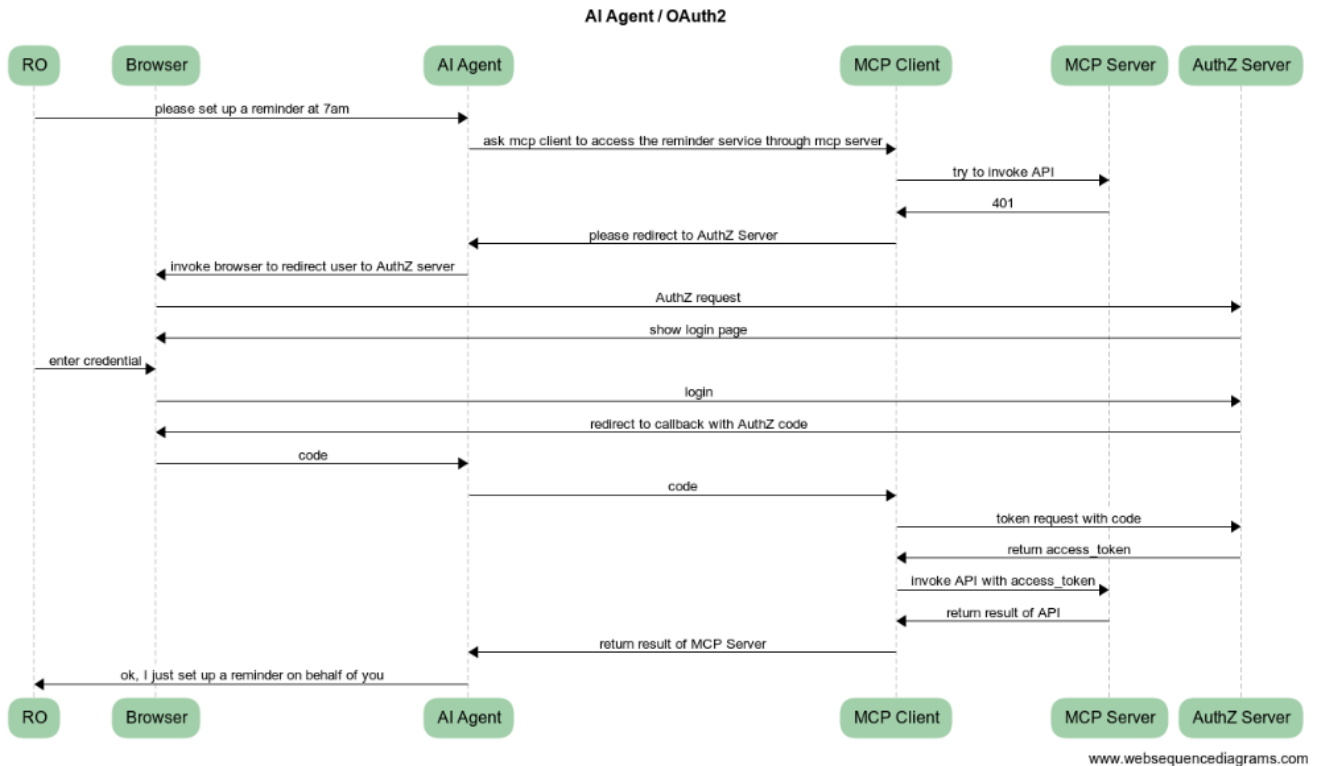 AI Agent / OAuth2
RO
Browser
AI Agent
MCP Client
MCP Server
AuthZ Server
please set up a reminder at 7am
ask mcp client to access the reminder service through mcp server
try to invoke API
401
please redirect to AuthZ Server
invoke browser to redirect user to AuthZ server
AuthZ request
show login page
enter credential
login
redirect to callback with AuthZ code
code
code
token request with code
return access_token
invoke API with access_token
return result of API
return result of MCP Server
ok, I just set up a reminder on behalf of you
RO
Browser
AI Agent
MCP Client
MCP Server
AuthZ Server
www.websequencediagrams.com